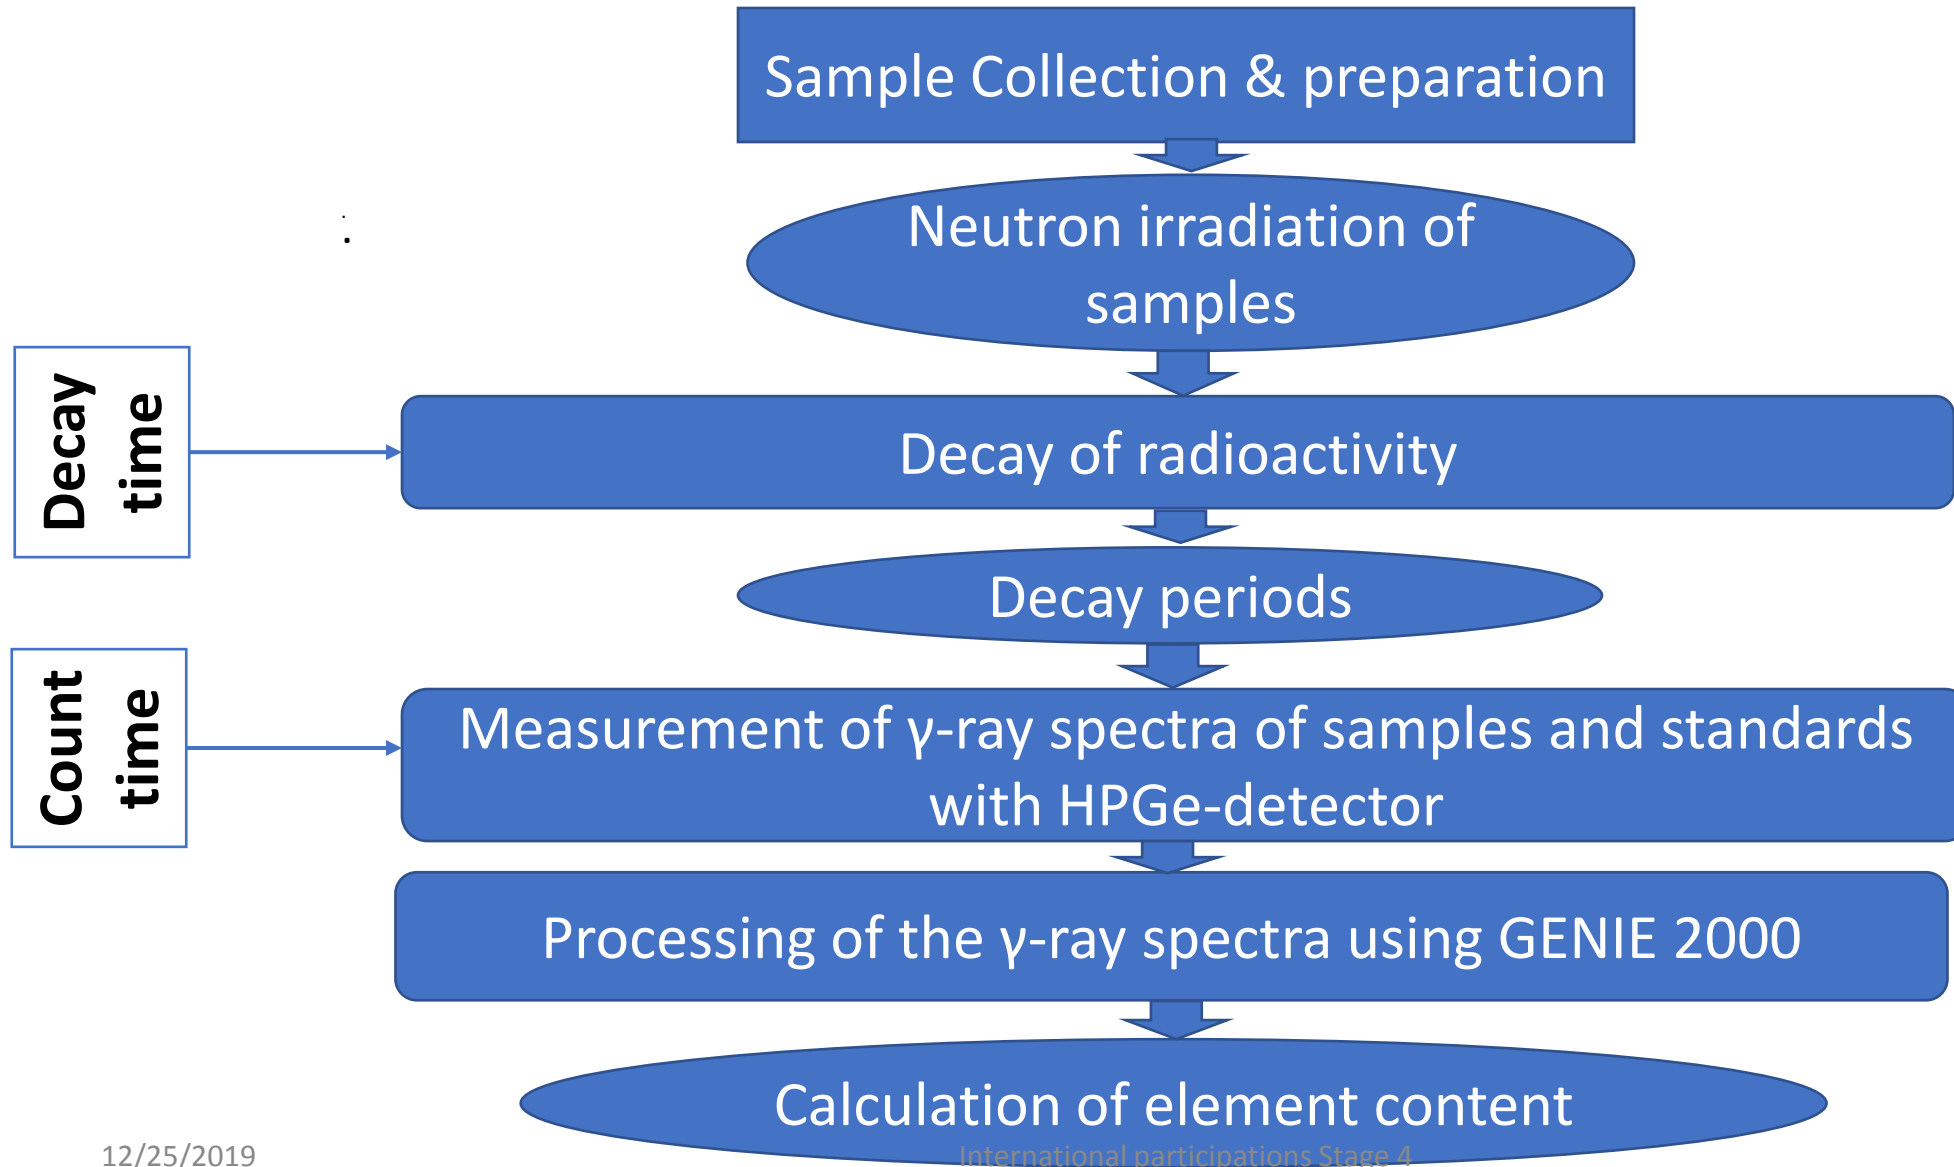 Sample Collection & preparation
Neutron irradiation of
samples
.
.
Decay
time
Decay of radioactivity
Decay periods
Count
time
Measurement of γ-ray spectra of samples and standards
with HPGe-detector
Processing of the γ-ray spectra using GENIE 2000
Calculation of element content
12/25/2019
International participations Stage 4